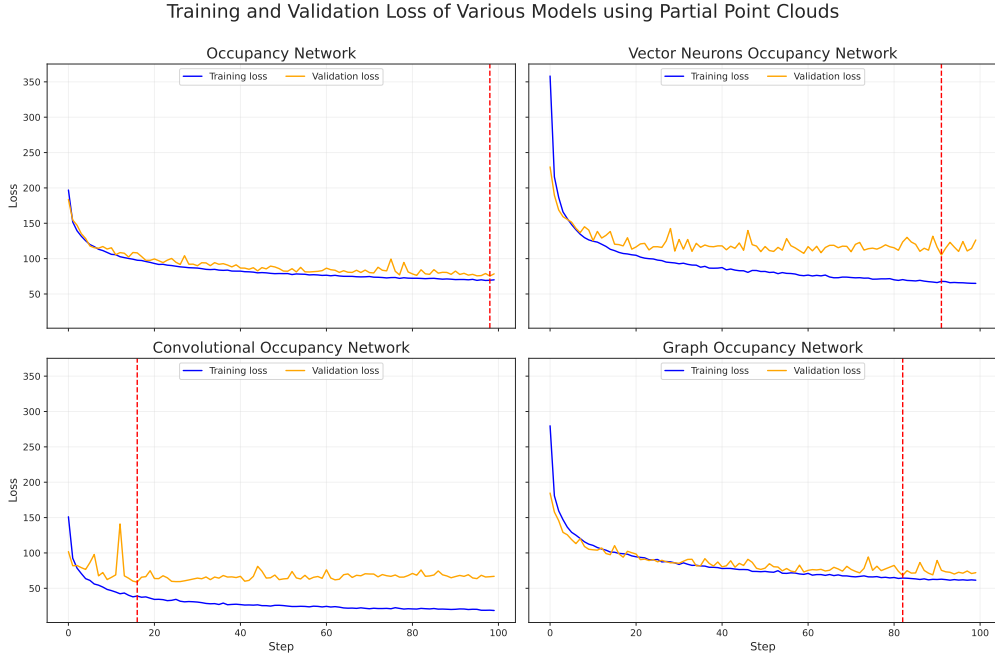 Training and Validation Loss of Various Models using Partial Point Clouds
Occupancy Network
Training loss
Validation loss
350
300
250
200
150
100
50
Loss
Vector Neurons Occupancy Network
Training loss
Validation loss
Convolutional Occupancy Network
Training loss
Validation loss
350
300
250
200
150
100
50
Loss
0
20
40
60
80
100
Step
Graph Occupancy Network
Training loss
Validation loss
0
20
40
60
80
100
Step